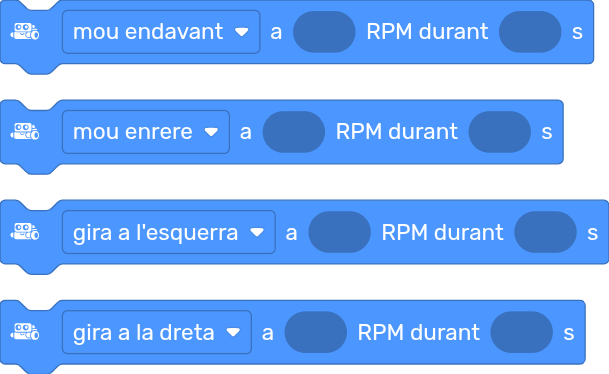 mou endavant a RPM durant s
mou enrere a RPM durant s
gira a l'esquerra a RPM durant s
gira a la dreta a RPM durant s